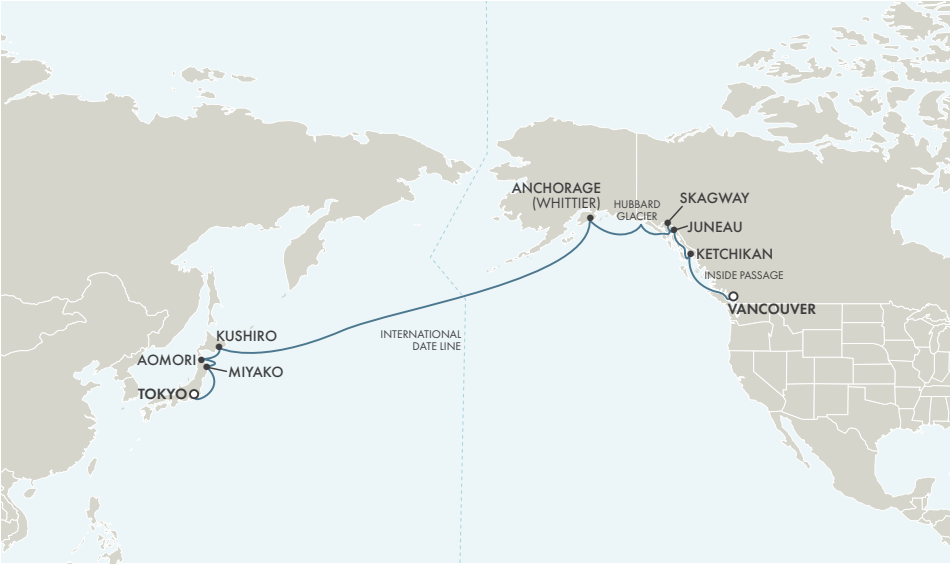 ANCHORAGE
(WHITTIER)
HUBBARD
GLACIER
SKAGWAY
JUNEAU
KETCHIKAN
INSIDE PASSAGE
VANCOUVER
INTERNATIONAL
DATE LINE
KUSHIRO
AOMORI
MIYAKO
TOKYO